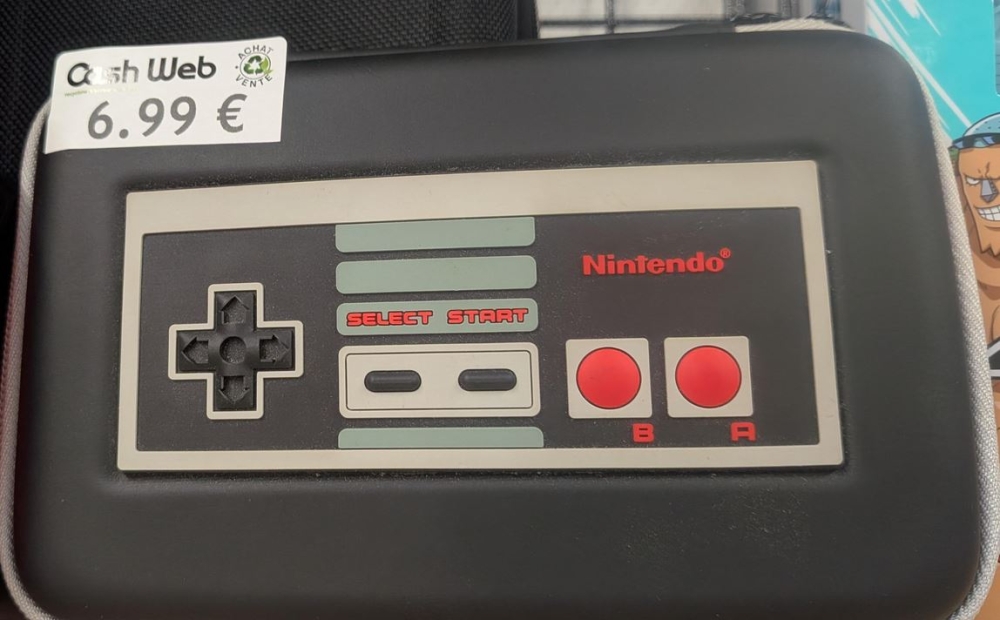 Cash Web
ACHAT
VENTE
6.99 €
Nintendo®
SELECT START
B A